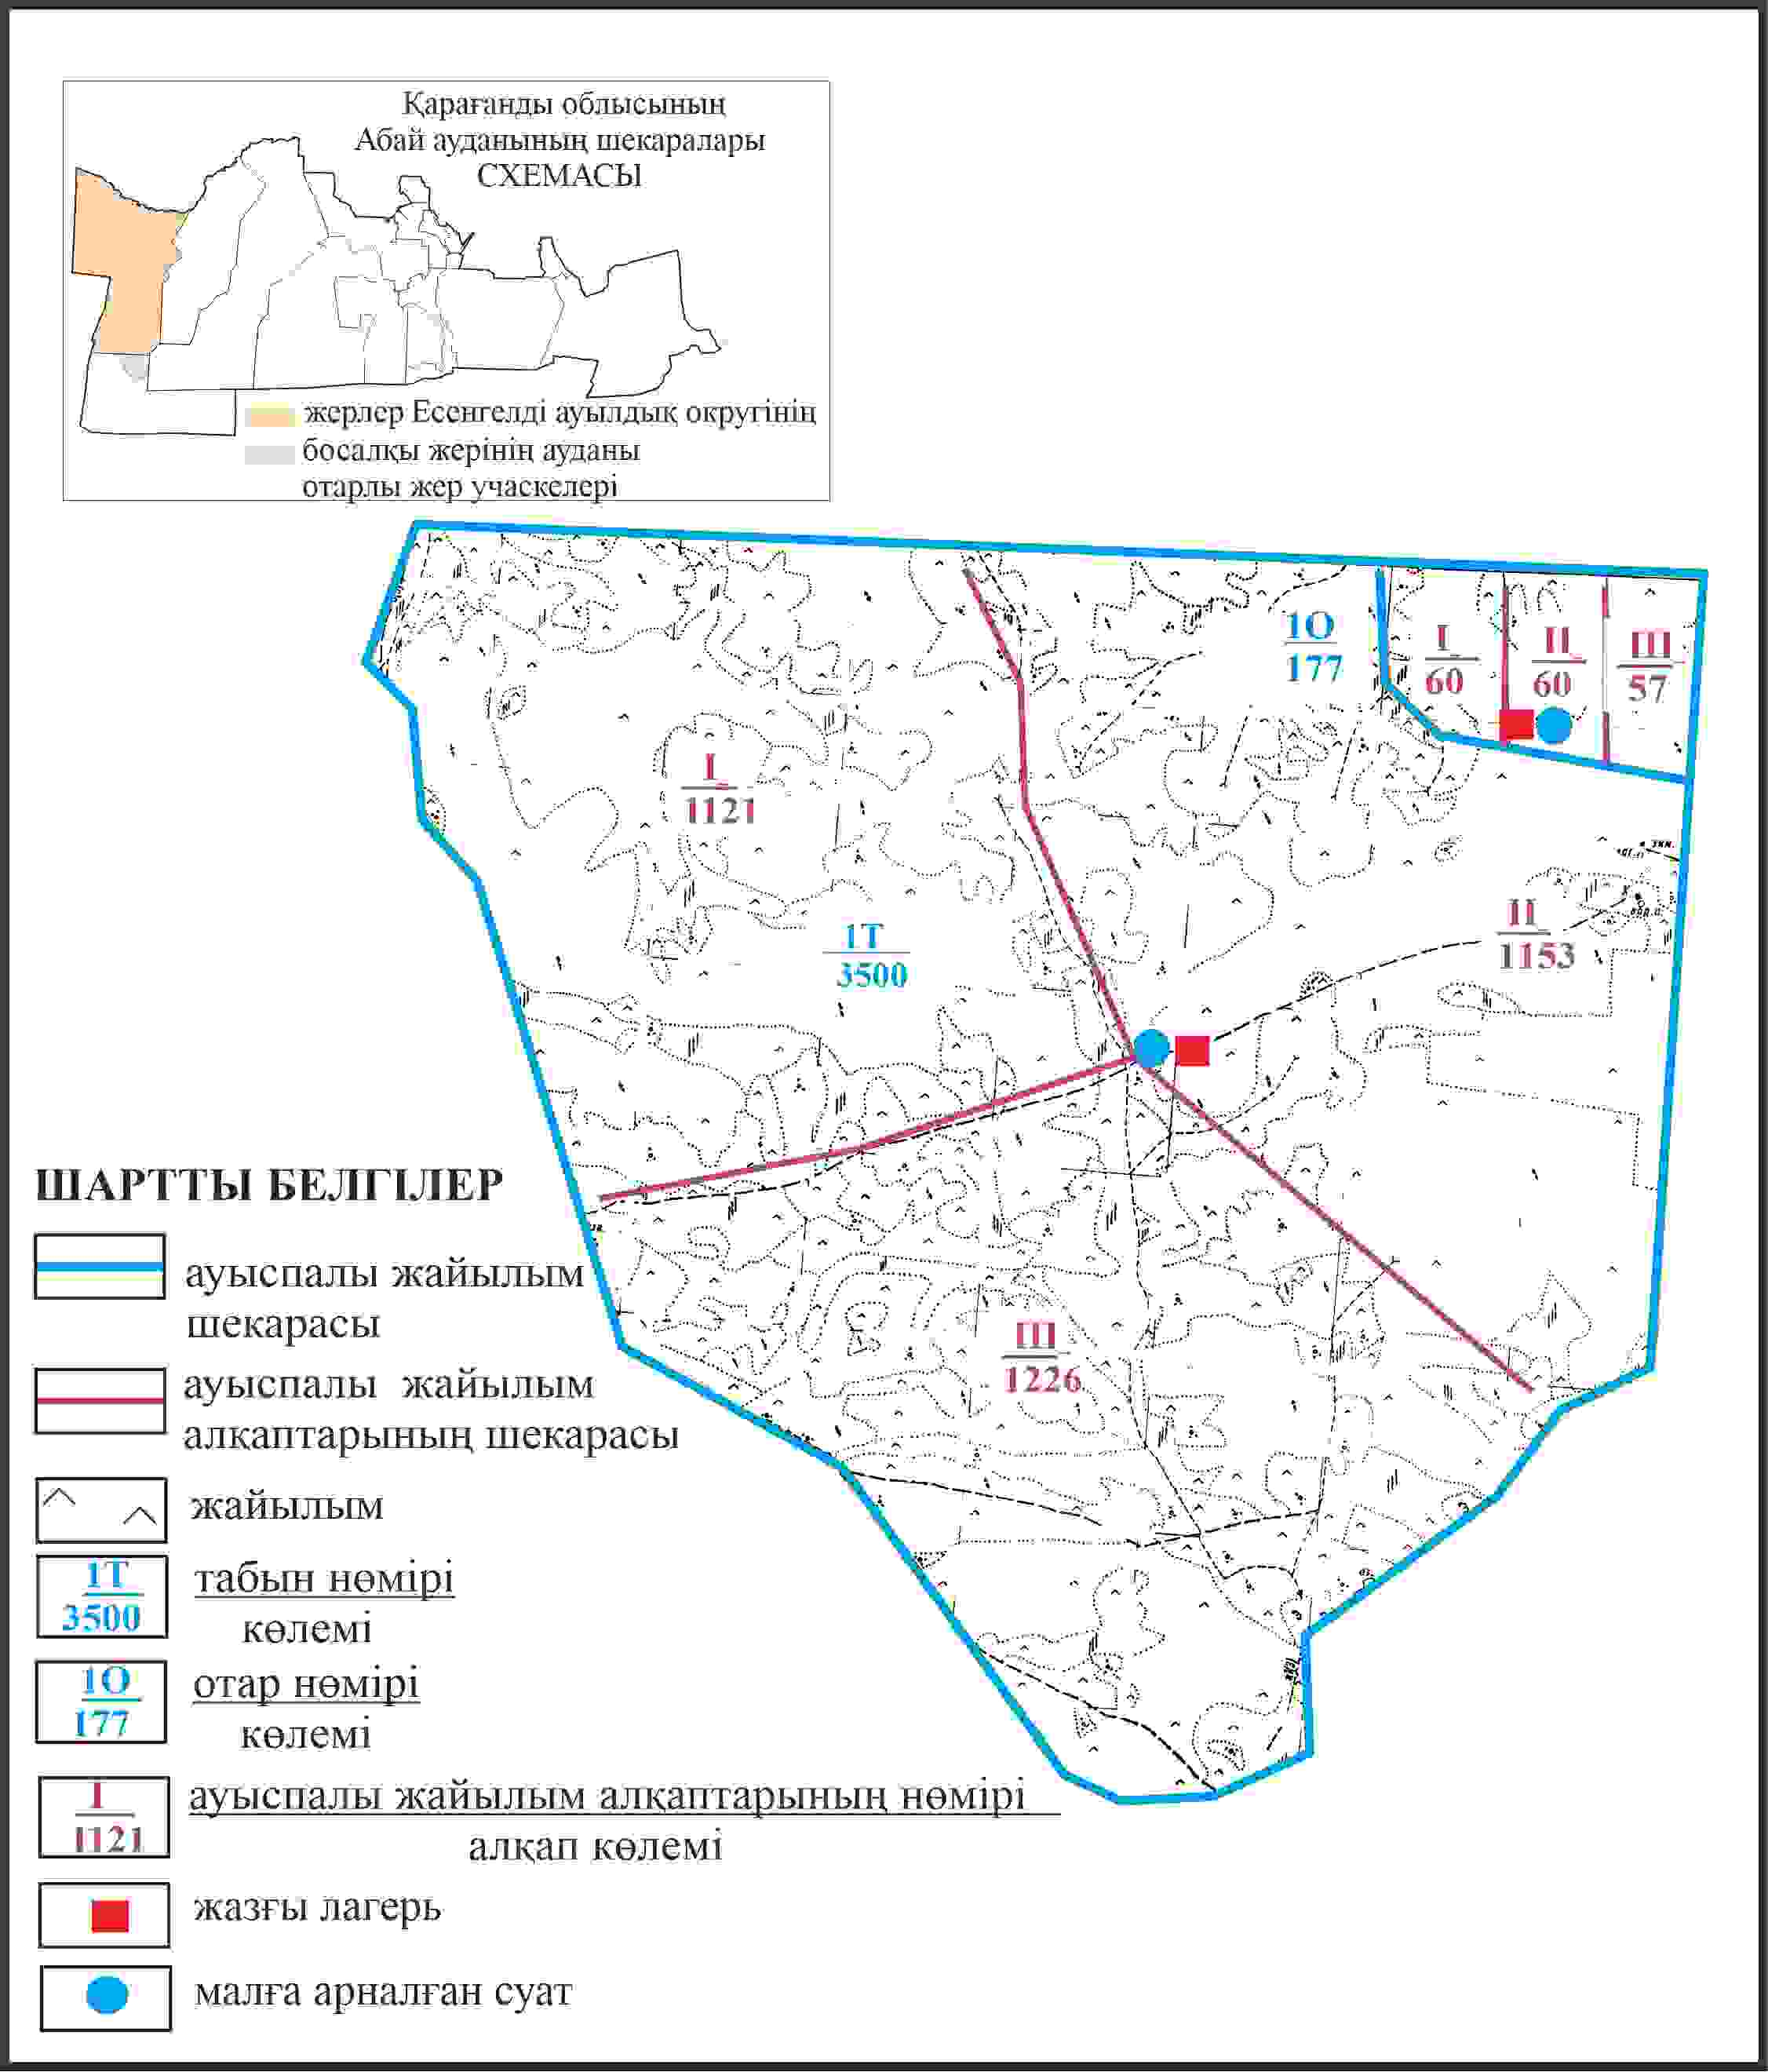 Қарағанды облысының
Абай ауданының шекаралары
СХЕМАСЫ
жерлер Есенгелді ауылдық округінің
босалқы жерінің ауданы
отарлы жер учаскелері
1О
177
I
60
II
60
III
57
I
1121
1Т
3500
II
1153
III
1226
ШАРТТЫ БЕЛГІЛЕР
ауыспалы жайылым
шекарасы
ауыспалы жайылым
алқаптарының шекарасы
жайылым
1Т
3500
табын нөмірі
көлемі
1О
177
отар нөмірі
көлемі
I
1121
ауыспалы жайылым алқаптарының нөмірі
алқап көлемі
жазғы лагерь
малға арналған суат